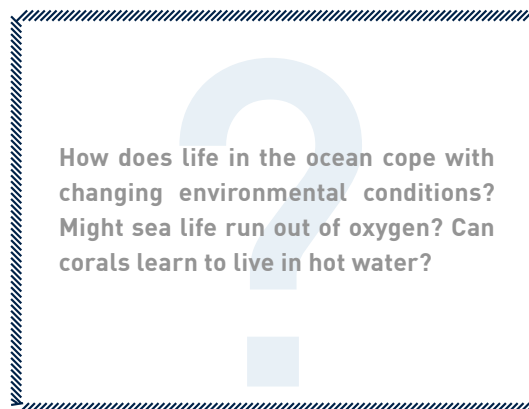 How does life in the ocean cope with
changing environmental conditions?
Might sea life run out of oxygen? Can
corals learn to live in hot water?